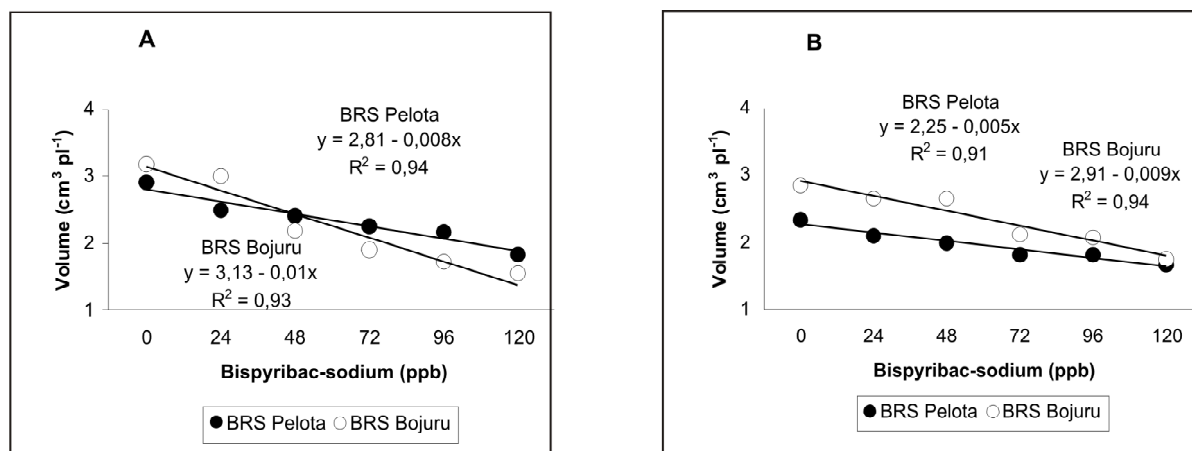 A
Volume (cm³ pl⁻¹)
4
3
2
1
BRS Pelota
y = 2,81 - 0,008x
R² = 0,94
BRS Bojuru
y = 3,13 - 0,01x
R² = 0,93
0 24 48 72 96 120
Bispyribac-sodium (ppb)
BRS Pelota BRS Bojuru
B
Volume (cm³ pl⁻¹)
4
3
2
1
BRS Pelota
y = 2,25 - 0,005x
R² = 0,91
BRS Bojuru
y = 2,91 - 0,009x
R² = 0,94
0 24 48 72 96 120
Bispyribac-sodium (ppb)
BRS Pelota BRS Bojuru